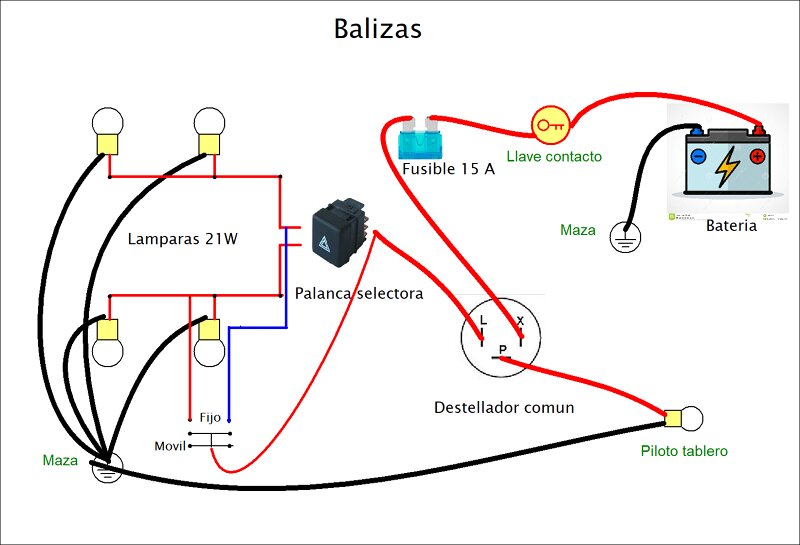 Balizas
Llave contacto
Fusible 15 A
Maza
Bateria
Lamparas 21W
Palanca selectora
L
X
P
Destellador comun
Fijo
Movil
Maza
Piloto tablero